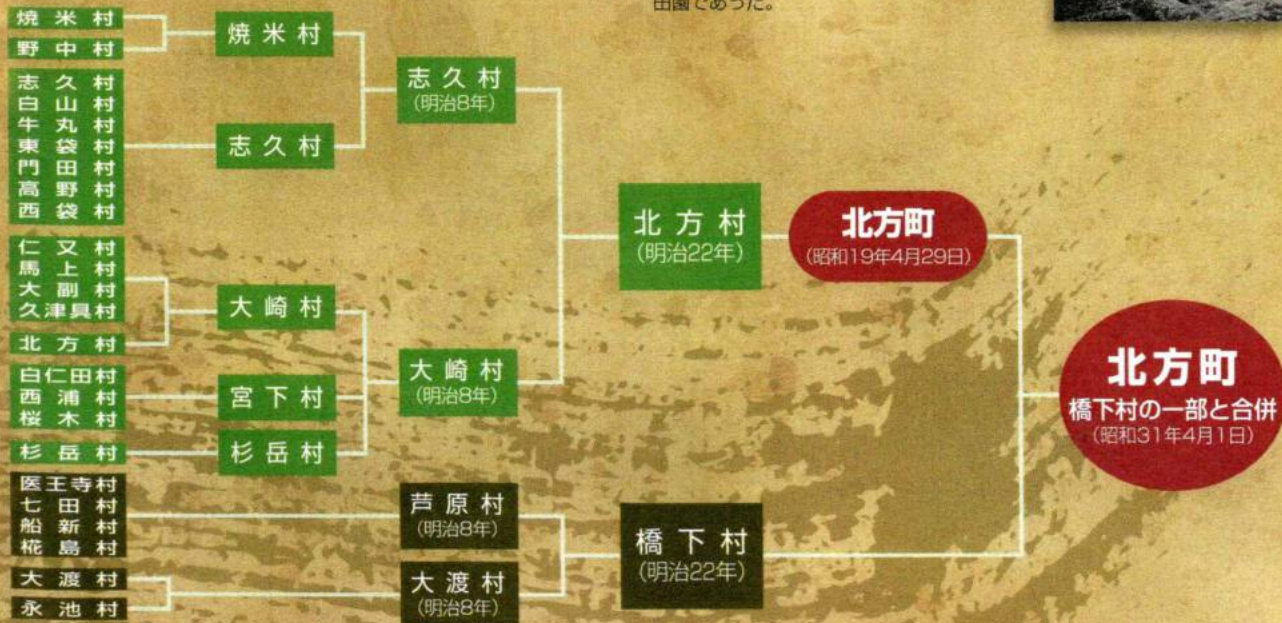 田園であった。
焼米村
野中村
志久村
白山村
牛丸村
東袋村
門田村
高野村
西袋村
仁又村
馬上村
大副村
久津具村
北方村
白仁田村
西浦村
桜木村
杉岳村
医王寺村
七田村
船新村
椛島村
大渡村
永池村
焼米村
志久村
大崎村
宮下村
杉岳村
志久村
(明治8年)
大崎村
(明治8年)
芦原村
(明治8年)
大渡村
(明治8年)
北方村
(明治22年)
橋下村
(明治22年)
北方町
(昭和19年4月29日)
北方町
橋下村の一部と合併
(昭和31年4月1日)